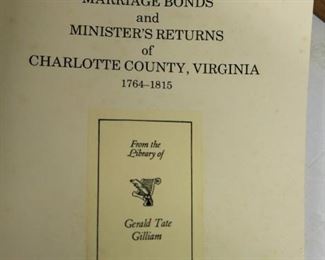 MARRIAGE BONDS
and
MINISTER'S RETURNS
of
CHARLOTTE COUNTY, VIRGINIA
1764–1815
From the
Library of
Gerald Tate
Gilliam